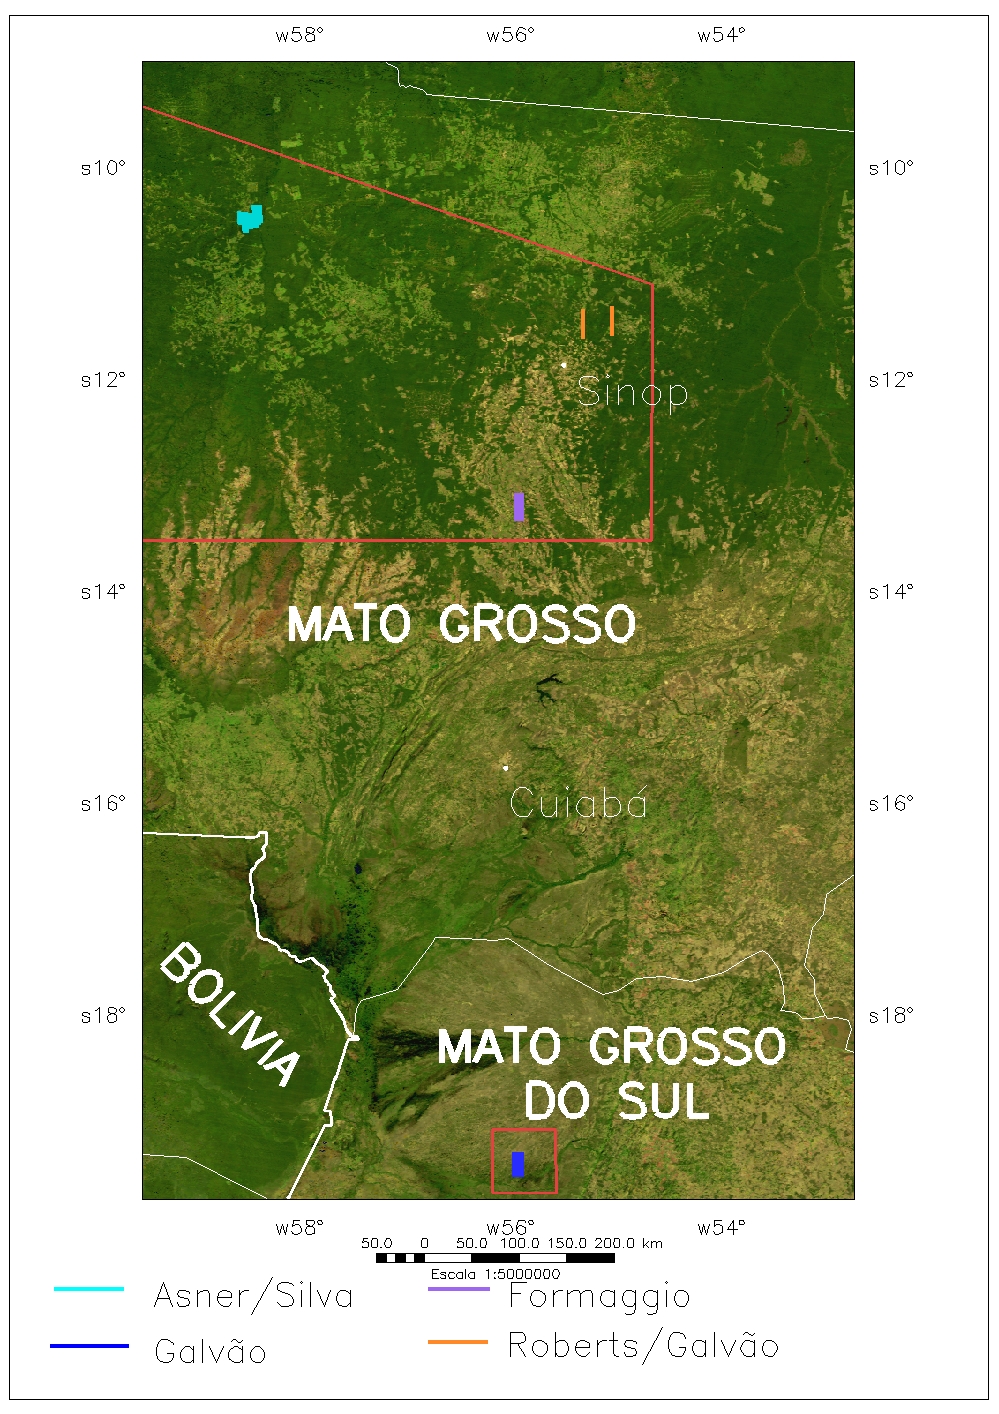 w58° w56° w54°
s10° s10°
Sinop
s12° s12°
s14° s14°
MATO GROSSO
Cuiabá
s16° s16°
BOLIVIA
s18° s18°
MATO GROSSO
DO SUL
w58° w56° w54°
50.0 0 50.0 100.0 150.0 200.0 km
Escala 1:5000000
Asner/Silva Formaggio
Galvão Roberts/Galvão